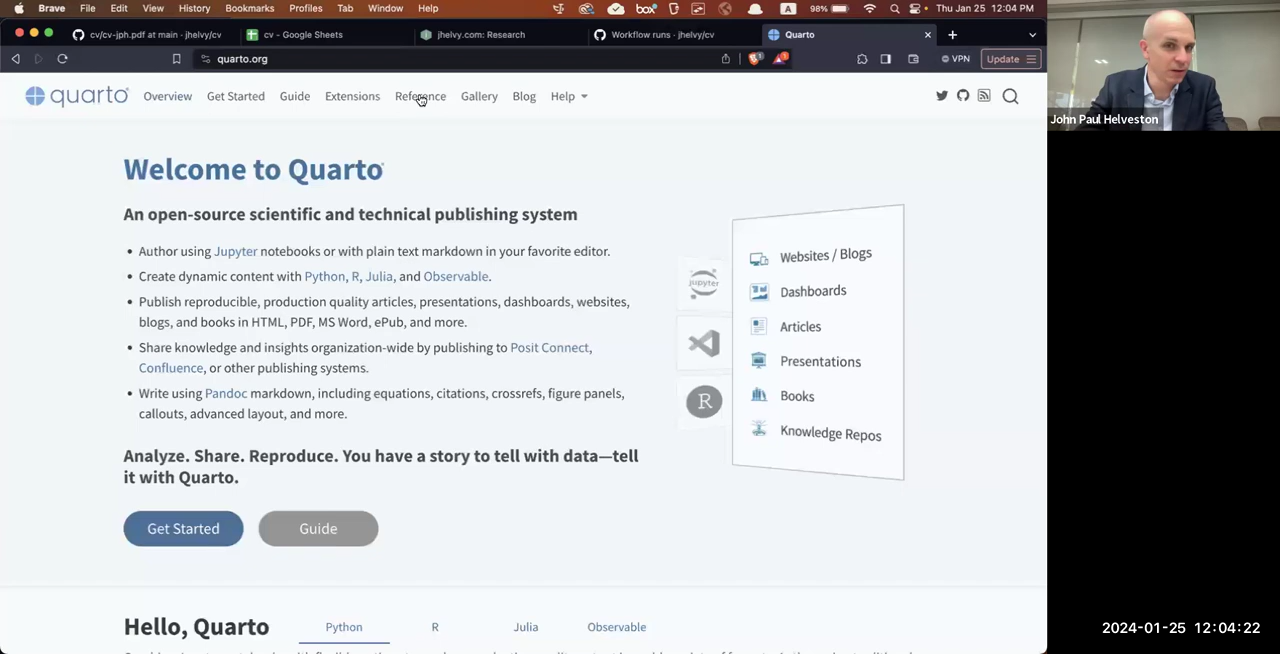 Brave File Edit View History Bookmarks Profiles Tab Window Help box A 98% Thu Jan 25 12:04 PM
cv/cv-jph.pdf at main · jhelvy/cv cv - Google Sheets jhelvy.com: Research Workflow runs · jhelvy/cv Quarto
quarto.org VPN Update
quarto Overview Get Started Guide Extensions Reference Gallery Blog Help
John Paul Helveston
Welcome to Quarto
An open-source scientific and technical publishing system
• Author using Jupyter notebooks or with plain text markdown in your favorite editor.
• Create dynamic content with Python, R, Julia, and Observable.
• Publish reproducible, production quality articles, presentations, dashboards, websites,
blogs, and books in HTML, PDF, MS Word, ePub, and more.
• Share knowledge and insights organization-wide by publishing to Posit Connect,
Confluence, or other publishing systems.
• Write using Pandoc markdown, including equations, citations, crossrefs, figure panels,
callouts, advanced layout, and more.
Analyze. Share. Reproduce. You have a story to tell with data—tell
it with Quarto.
Get Started Guide
jupyter
R
Websites / Blogs
Dashboards
Articles
Presentations
Books
Knowledge Repos
Hello, Quarto Python R Julia Observable
2024-01-25 12:04:22